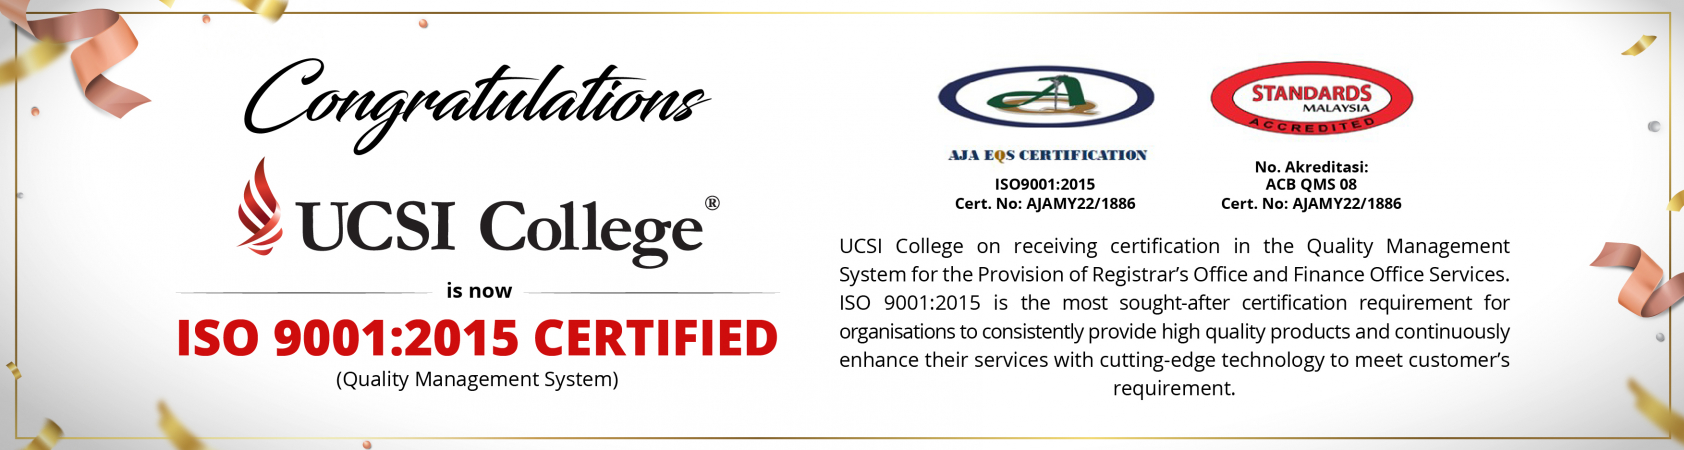 Congratulations
UCSI College®
is now
ISO 9001:2015 CERTIFIED
(Quality Management System)
AJA EQS CERTIFICATION
ISO9001:2015
Cert. No: AJAMY22/1886
STANDARDS
MALAYSIA
ACCREDITED
No. Akreditasi:
ACB QMS 08
Cert. No: AJAMY22/1886
UCSI College on receiving certification in the Quality Management
System for the Provision of Registrar’s Office and Finance Office Services.
ISO 9001:2015 is the most sought-after certification requirement for
organisations to consistently provide high quality products and continuously
enhance their services with cutting-edge technology to meet customer’s
requirement.